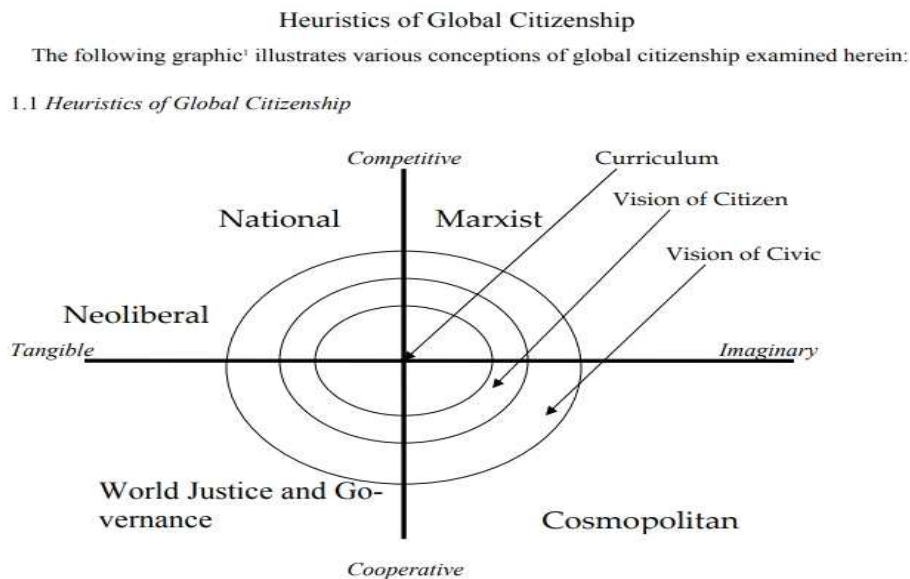 Heuristics of Global Citizenship
The following graphic¹ illustrates various conceptions of global citizenship examined herein:
1.1 Heuristics of Global Citizenship
Competitive
Curriculum
National
Marxist
Vision of Citizen
Vision of Civic
Neoliberal
Tangible
Imaginary
World Justice and Go-
vernance
Cosmopolitan
Cooperative